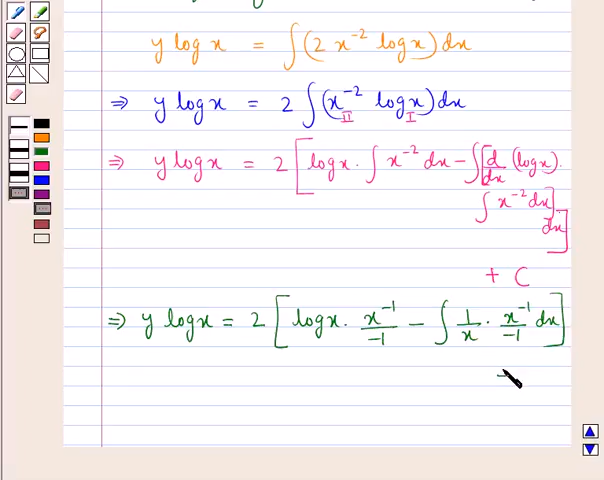 y log x = ∫(2 x⁻² log x) dx
⇒ y log x = 2 ∫(x⁻² log x) dx
II I
⇒ y log x = 2 [ log x · ∫ x⁻² dx − ∫[ d/dx (log x) ·
∫ x⁻² dx]
dx ]
+ C
⇒ y log x = 2 [ log x · x⁻¹/−1 − ∫ 1/x · x⁻¹/−1 dx ]